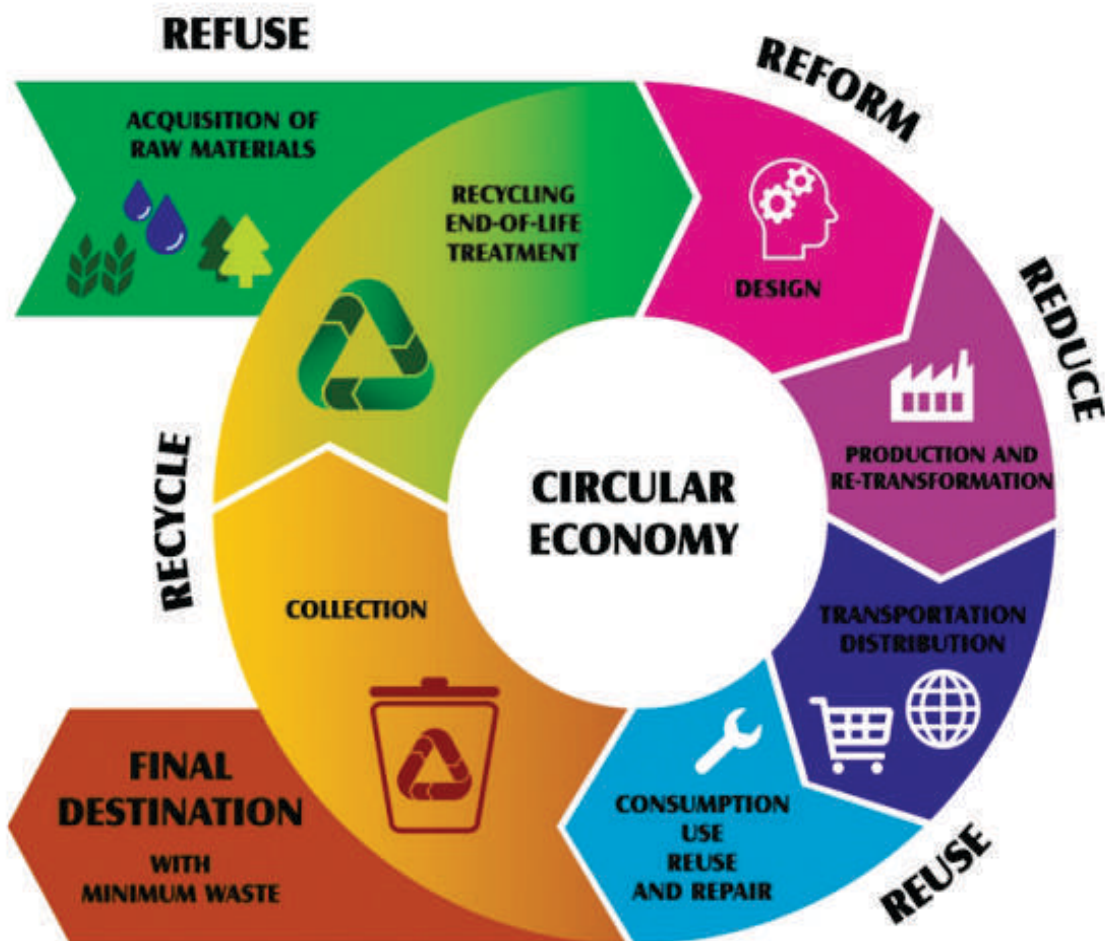 REFUSE
REFORM
ACQUISITION OF
RAW MATERIALS
RECYCLING
END-OF-LIFE
TREATMENT
DESIGN
REDUCE
PRODUCTION AND
RE-TRANSFORMATION
CIRCULAR
ECONOMY
RECYCLE
COLLECTION
TRANSPORTATION
DISTRIBUTION
FINAL
DESTINATION
WITH
MINIMUM WASTE
CONSUMPTION
USE
REUSE
AND REPAIR
REUSE